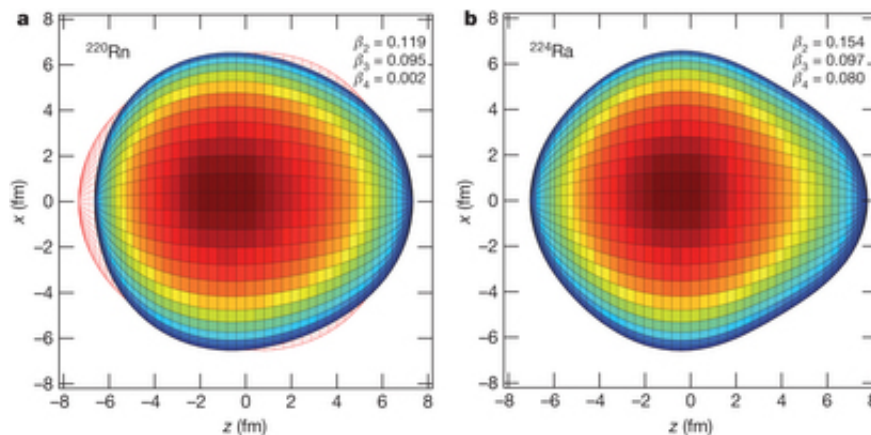 a
²²⁰Rn
β₂ = 0.119
β₃ = 0.095
β₄ = 0.002
8
6
4
2
0
−2
−4
−6
−8
x (fm)
−8 −6 −4 −2 0 2 4 6 8
z (fm)
b
²²⁴Ra
β₂ = 0.154
β₃ = 0.097
β₄ = 0.080
8
6
4
2
0
−2
−4
−6
−8
x (fm)
−8 −6 −4 −2 0 2 4 6 8
z (fm)